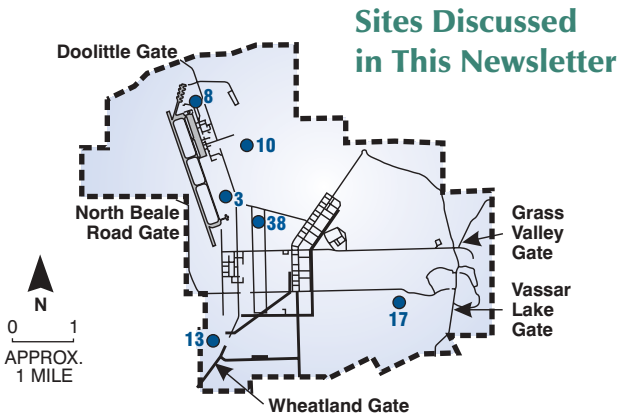 Sites Discussed
in This Newsletter
Doolittle Gate
8
10
3
38
North Beale
Road Gate
Grass
Valley
Gate
N
0 1
APPROX.
1 MILE
Vassar
Lake
Gate
17
13
Wheatland Gate